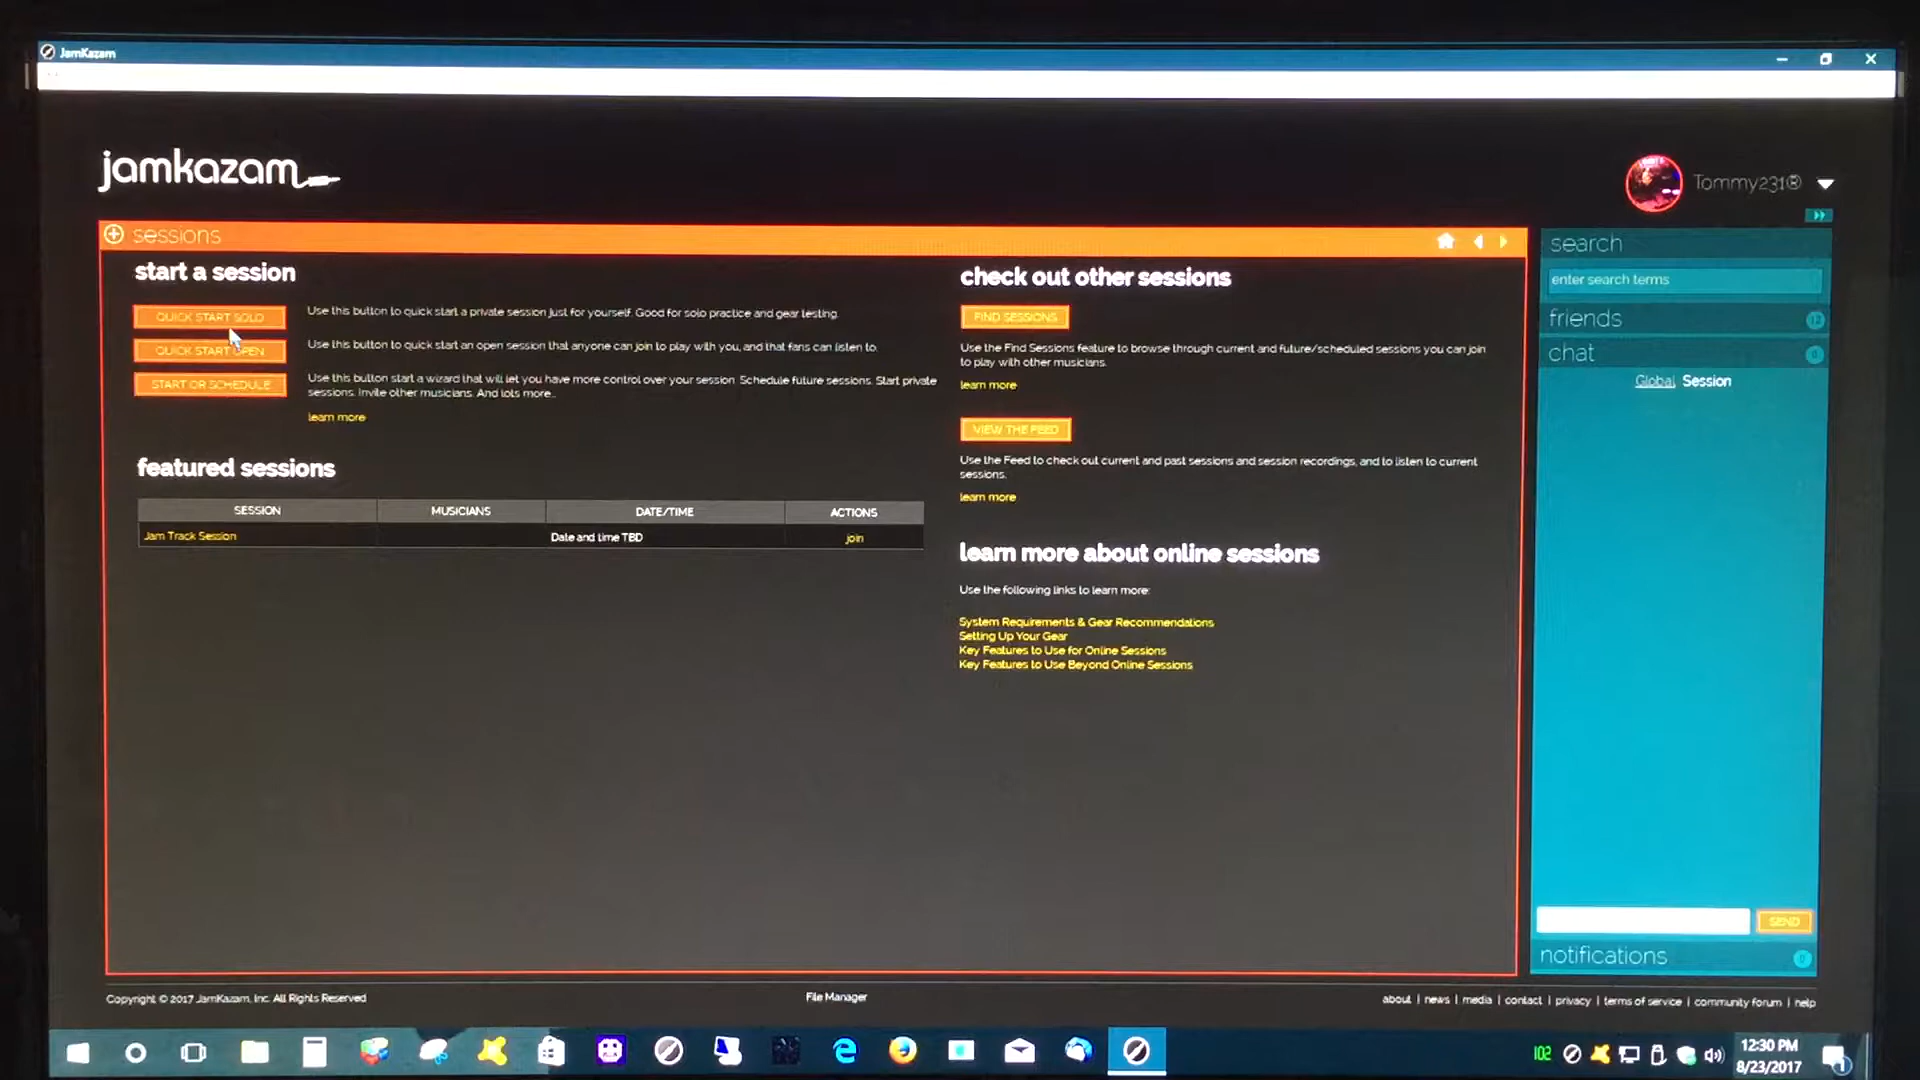 JamKazam
jamkazam
Tommy231®
sessions
start a session
QUICK START SOLO
Use this button to quick start a private session just for yourself. Good for solo practice and gear testing.
QUICK START OPEN
Use this button to quick start an open session that anyone can join to play with you, and that fans can listen to.
START OR SCHEDULE
Use this button start a wizard that will let you have more control over your session. Schedule future sessions. Start private
sessions. Invite other musicians. And lots more...
learn more
featured sessions
SESSION MUSICIANS DATE/TIME ACTIONS
Jam Track Session Date and time TBD join
check out other sessions
FIND SESSIONS
Use the Find Sessions feature to browse through current and future/scheduled sessions you can join
to play with other musicians.
learn more
VIEW THE FEED
Use the Feed to check out current and past sessions and session recordings, and to listen to current
sessions.
learn more
learn more about online sessions
Use the following links to learn more:
System Requirements & Gear Recommendations
Setting Up Your Gear
Key Features to Use for Online Sessions
Key Features to Use Beyond Online Sessions
search
enter search terms
friends
chat
Global Session
SEND
notifications
Copyright © 2017 JamKazam, Inc. All Rights Reserved
File Manager
about | news | media | contact | privacy | terms of service | community forum | help
102
12:30 PM
8/23/2017